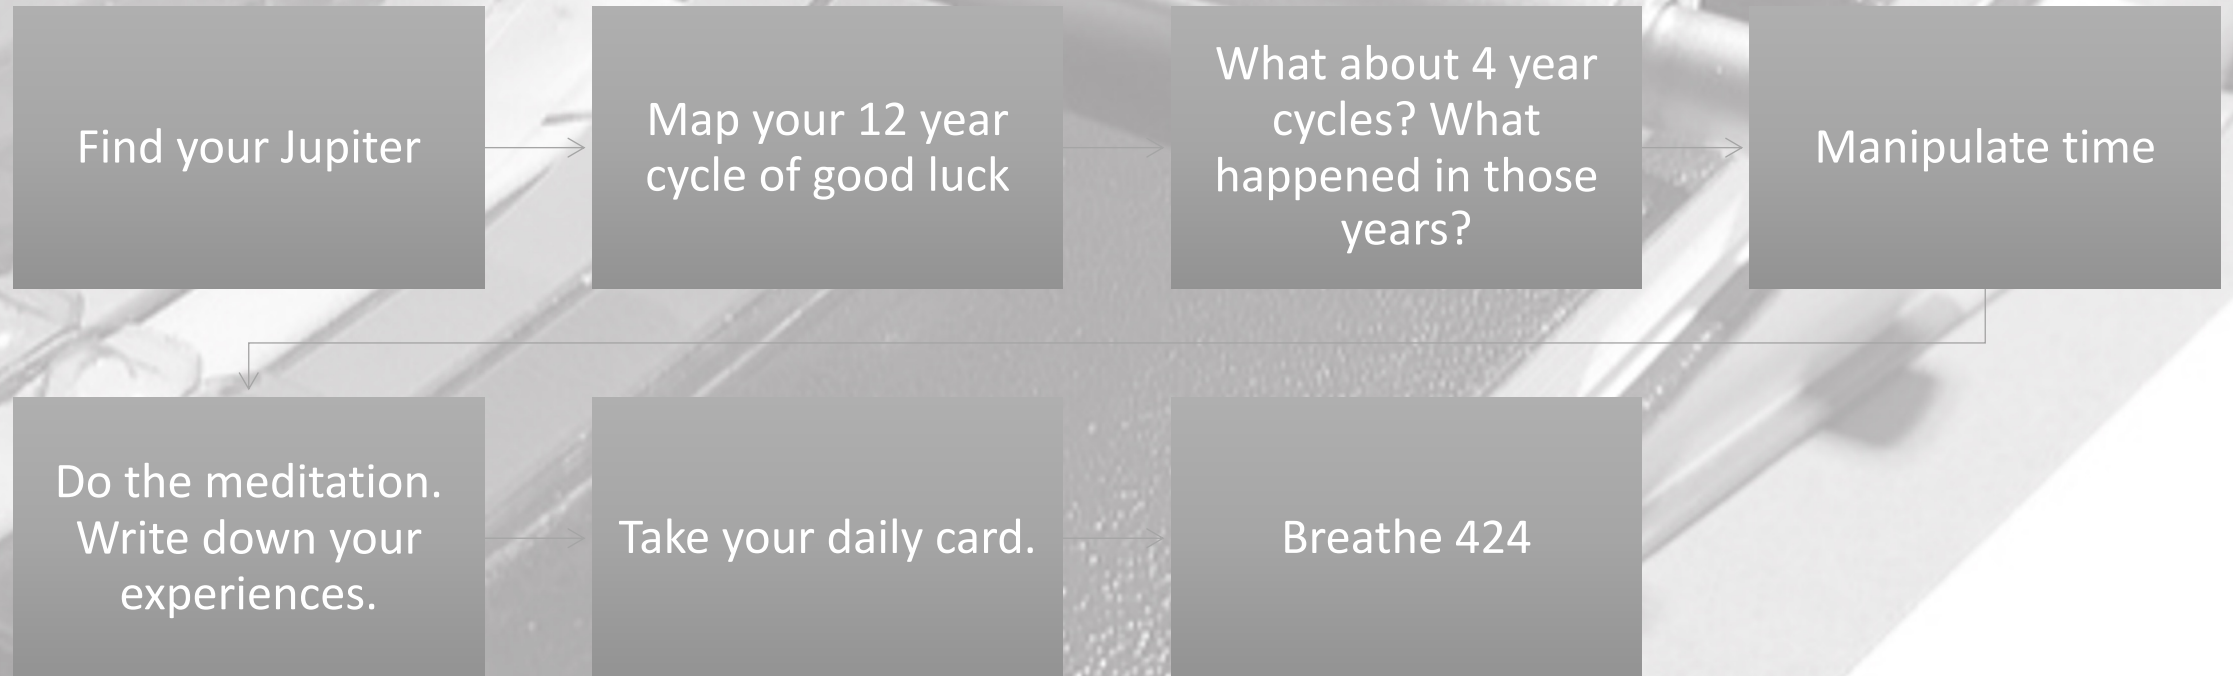 Find your Jupiter
Map your 12 year
cycle of good luck
What about 4 year
cycles? What
happened in those
years?
Manipulate time
Do the meditation.
Write down your
experiences.
Take your daily card.
Breathe 424